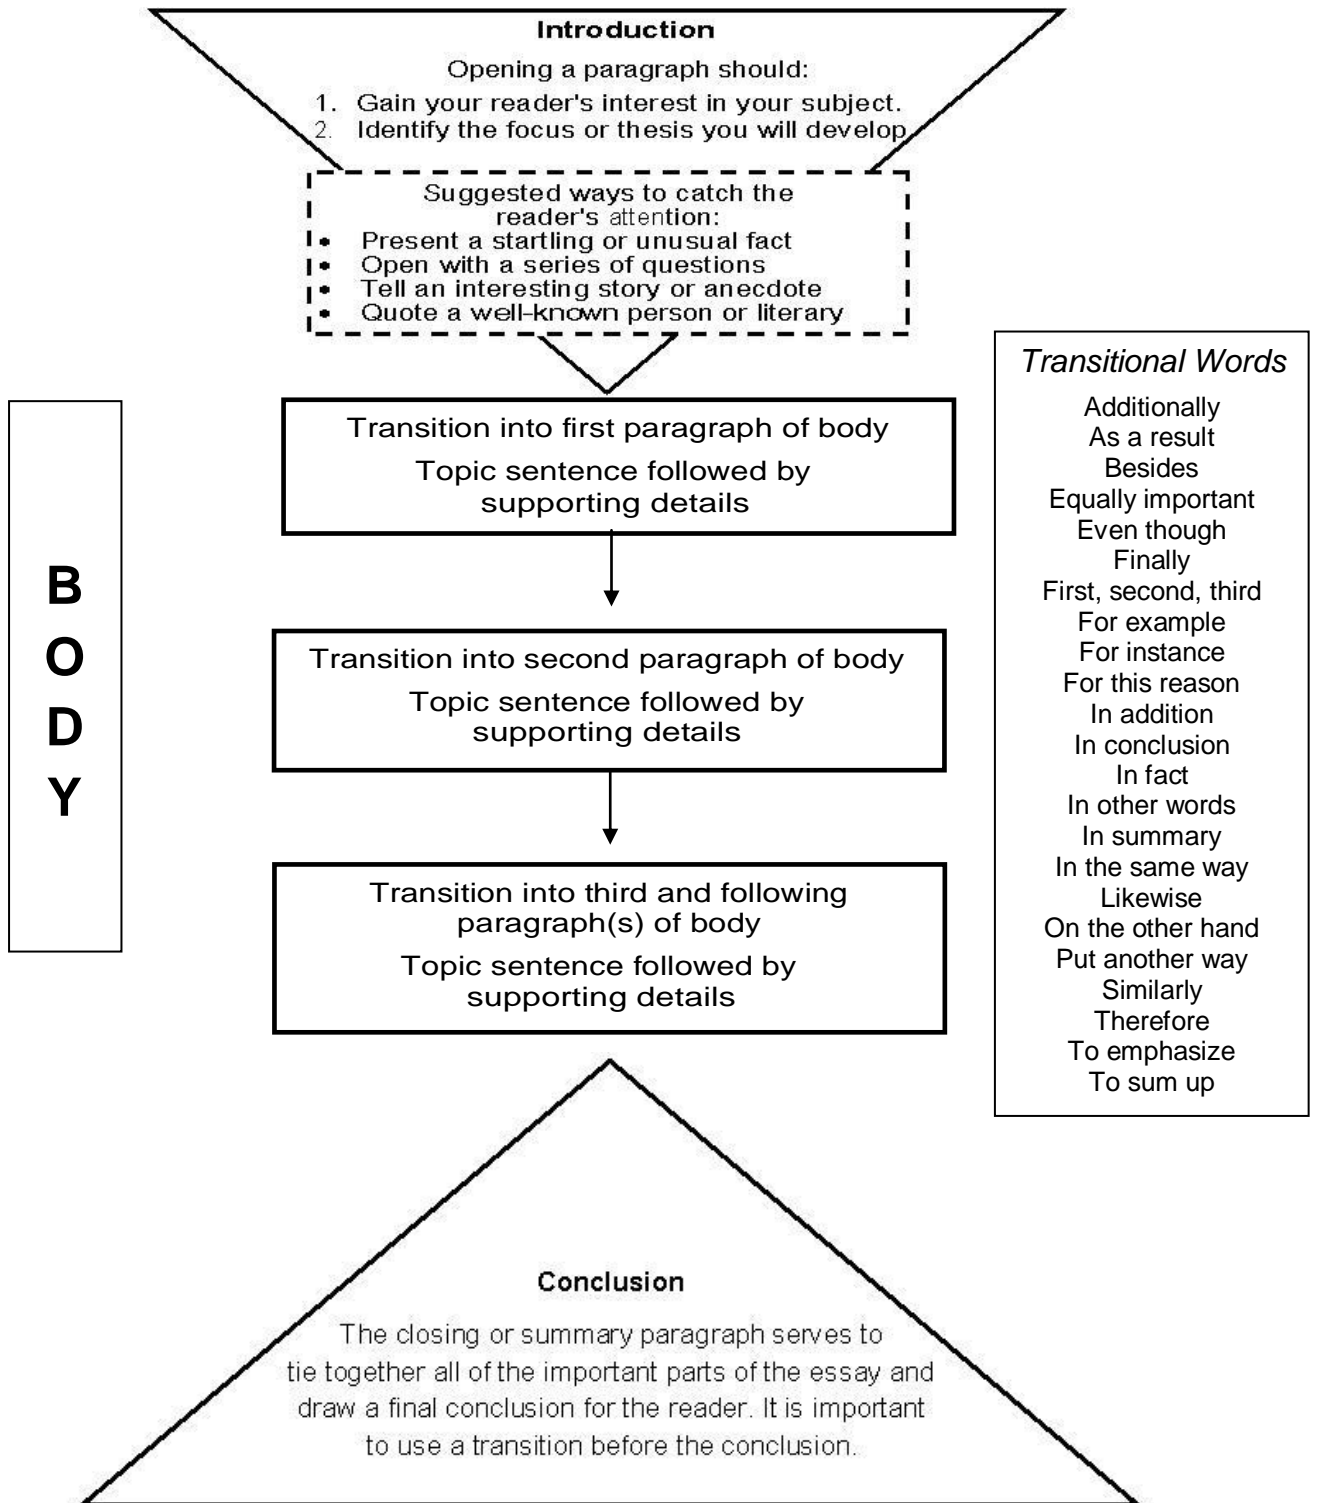 Introduction
Opening a paragraph should:
1. Gain your reader's interest in your subject.
2. Identify the focus or thesis you will develop
Suggested ways to catch the
reader's attention:
• Present a startling or unusual fact
• Open with a series of questions
• Tell an interesting story or anecdote
• Quote a well-known person or literary
B
O
D
Y
Transition into first paragraph of body
Topic sentence followed by
supporting details
Transition into second paragraph of body
Topic sentence followed by
supporting details
Transition into third and following
paragraph(s) of body
Topic sentence followed by
supporting details
Transitional Words
Additionally
As a result
Besides
Equally important
Even though
Finally
First, second, third
For example
For instance
For this reason
In addition
In conclusion
In fact
In other words
In summary
In the same way
Likewise
On the other hand
Put another way
Similarly
Therefore
To emphasize
To sum up
Conclusion
The closing or summary paragraph serves to
tie together all of the important parts of the essay and
draw a final conclusion for the reader. It is important
to use a transition before the conclusion.